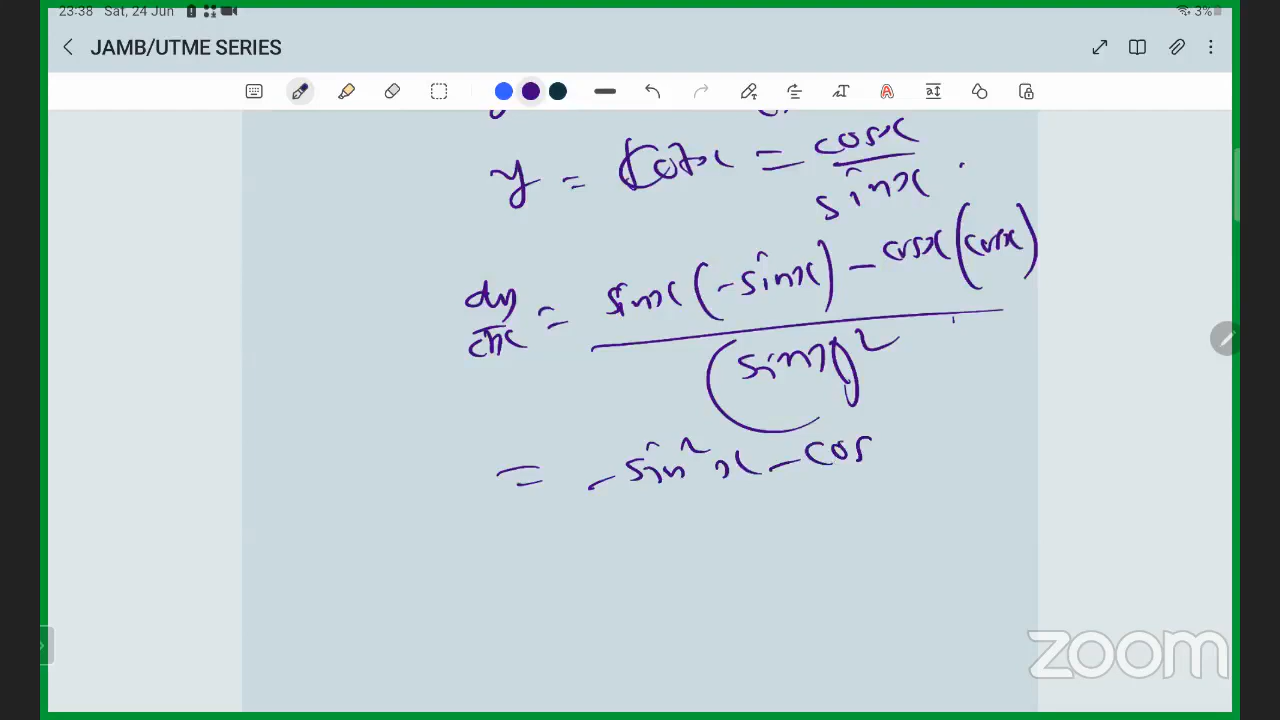 23:38 Sat, 24 Jun 3%
JAMB/UTME SERIES
y = Cotx = cosx / sinx .
dy/dx = sinx(-sinx) - cosx(cosx) / (sinx)²
= -sin²x - cos
zoom